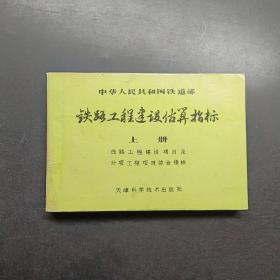 中华人民共和国铁道部
铁路工程建设估算指标
上册
铁路工程建设项目及
分项工程项目综合指标
天津科学技术出版社